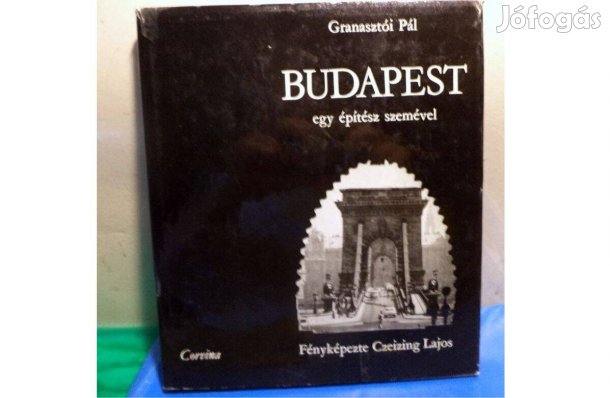 Jófogás
Granasztói Pál
BUDAPEST
egy építész szemével
Fényképezte Czeizing Lajos
Corvina